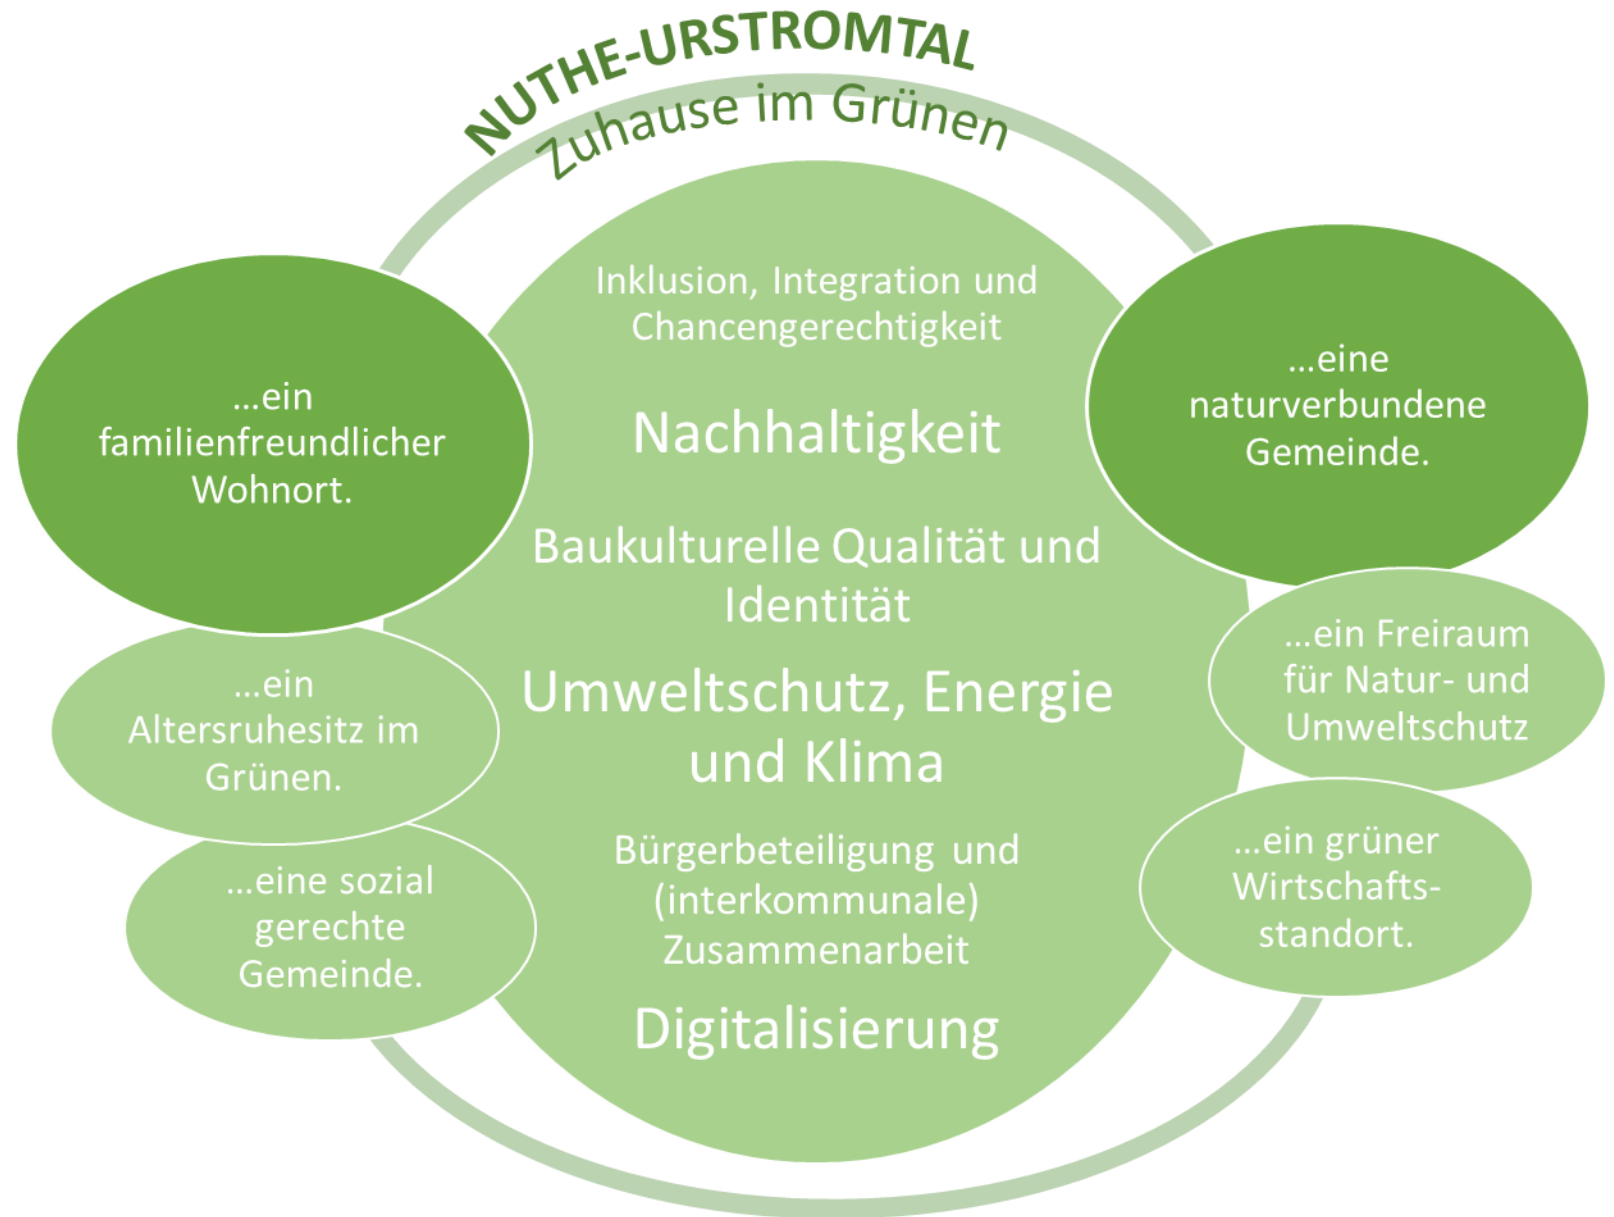 NUTHE-URSTROMTAL
Zuhause im Grünen
...ein
familienfreundlicher
Wohnort.
...ein
Altersruhesitz im
Grünen.
...eine sozial
gerechte
Gemeinde.
Inklusion, Integration und
Chancengerechtigkeit
Nachhaltigkeit
Baukulturelle Qualität und
Identität
Umweltschutz, Energie
und Klima
Bürgerbeteiligung und
(interkommunale)
Zusammenarbeit
Digitalisierung
...eine
naturverbundene
Gemeinde.
...ein Freiraum
für Natur- und
Umweltschutz
...ein grüner
Wirtschafts-
standort.